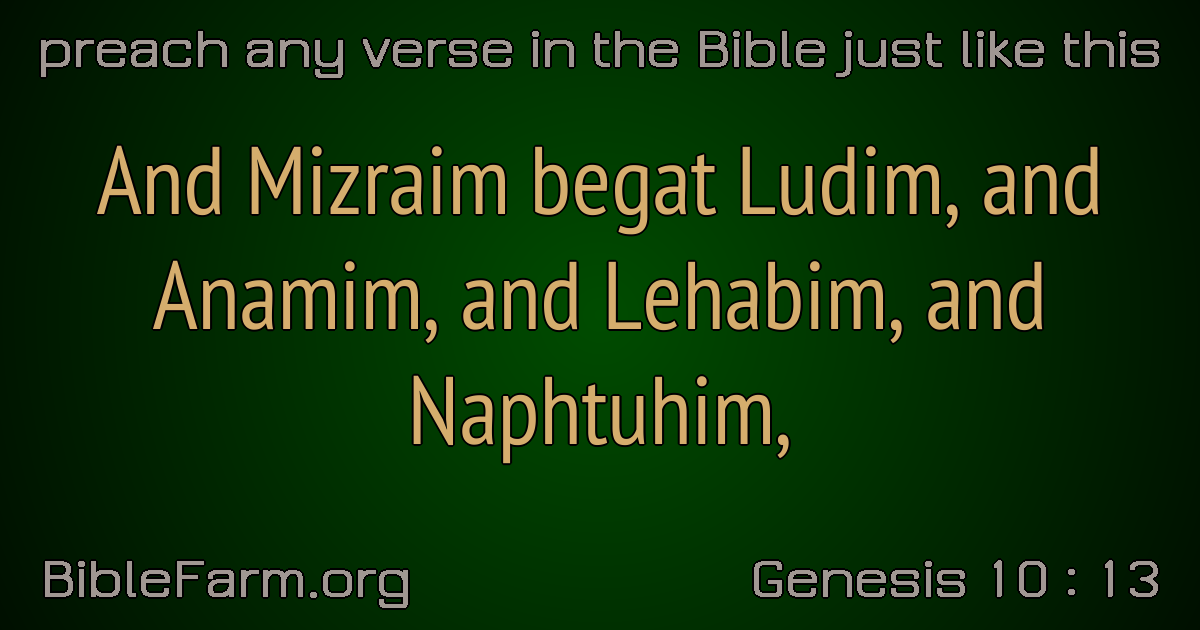 preach any verse in the Bible just like this
And Mizraim begat Ludim, and
Anamim, and Lehabim, and
Naphtuhim,
BibleFarm.org
Genesis 10 : 13